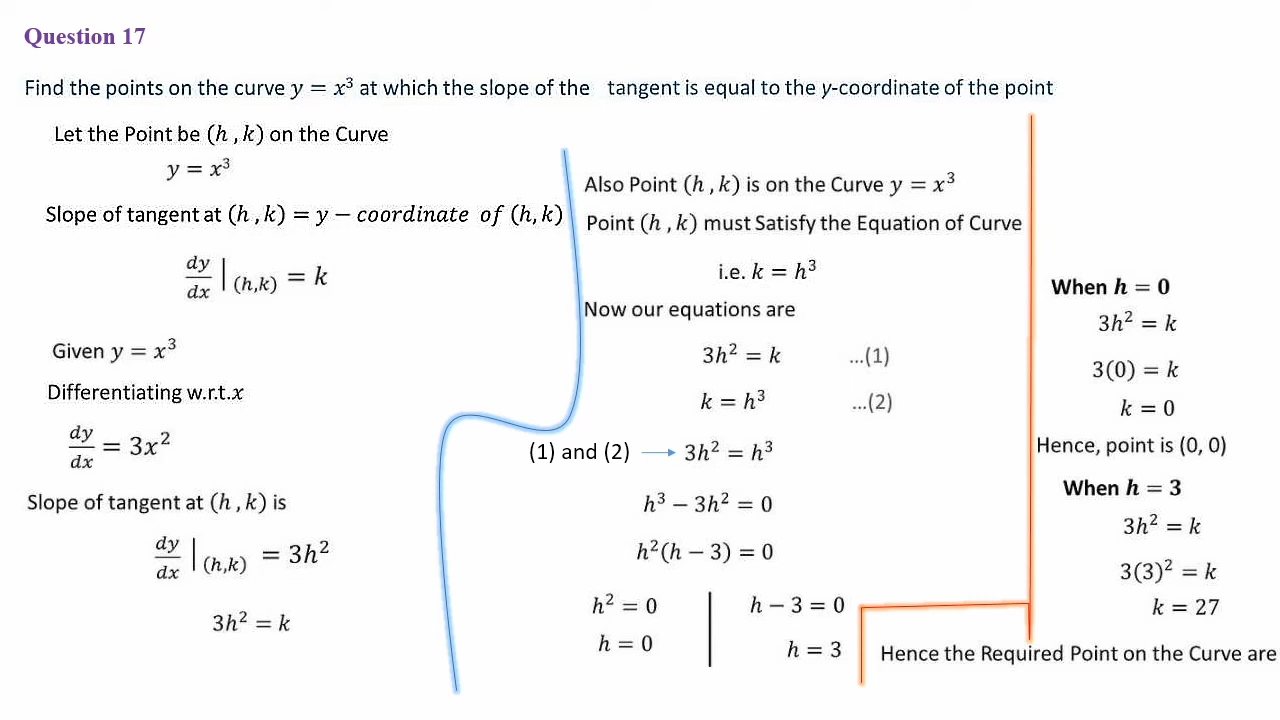 Question 17
Find the points on the curve y = x³ at which the slope of the tangent is equal to the y-coordinate of the point
Let the Point be (h , k) on the Curve
y = x³
Slope of tangent at (h , k) = y − coordinate of (h, k)
dy/dx |(h,k) = k
Given y = x³
Differentiating w.r.t.x
dy/dx = 3x²
Slope of tangent at (h , k) is
dy/dx |(h,k) = 3h²
3h² = k
Also Point (h , k) is on the Curve y = x³
Point (h , k) must Satisfy the Equation of Curve
i.e. k = h³
Now our equations are
3h² = k ...(1)
k = h³ ...(2)
(1) and (2) → 3h² = h³
h³ − 3h² = 0
h²(h − 3) = 0
h² = 0
h = 0
h − 3 = 0
h = 3
When h = 0
3h² = k
3(0) = k
k = 0
Hence, point is (0, 0)
When h = 3
3h² = k
3(3)² = k
k = 27
Hence the Required Point on the Curve are